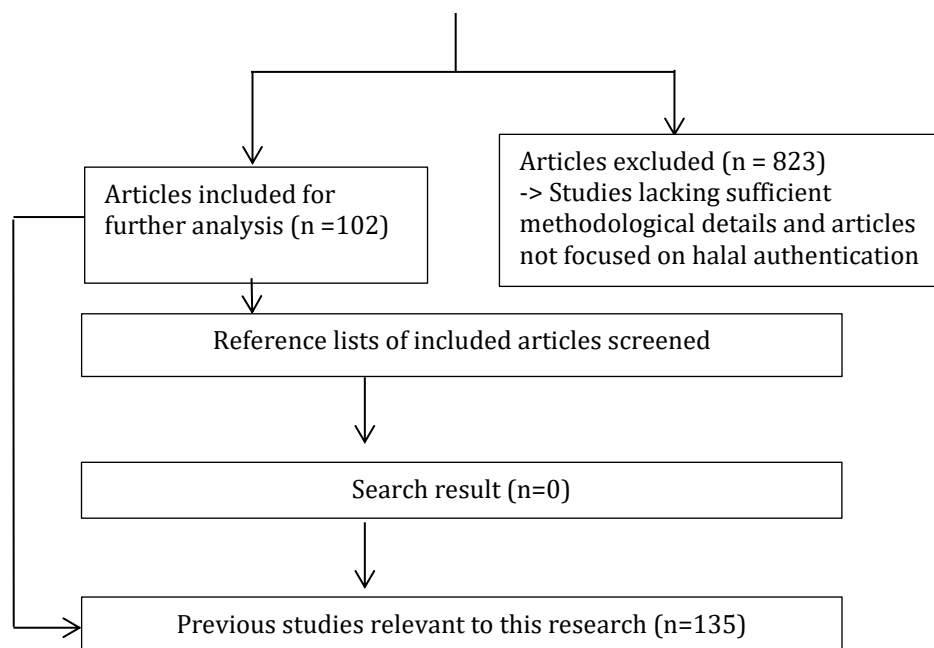 Articles included for
further analysis (n =102)
Articles excluded (n = 823)
-> Studies lacking sufficient
methodological details and articles
not focused on halal authentication
Reference lists of included articles screened
Search result (n=0)
Previous studies relevant to this research (n=135)